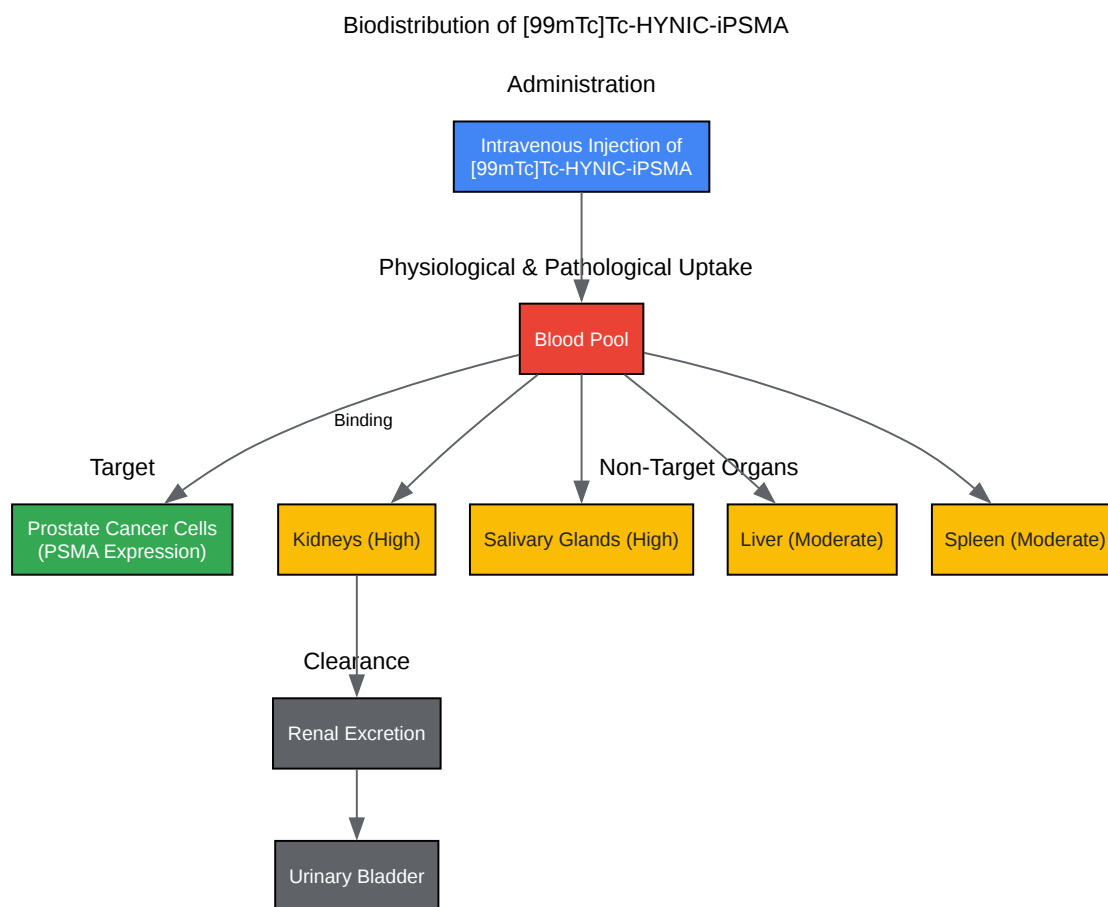 Biodistribution of [99mTc]Tc-HYNIC-iPSMA
Administration
Intravenous Injection of
[99mTc]Tc-HYNIC-iPSMA
Physiological & Pathological Uptake
Blood Pool
Binding
Target
Non-Target Organs
Prostate Cancer Cells
(PSMA Expression)
Kidneys (High)
Salivary Glands (High)
Liver (Moderate)
Spleen (Moderate)
Clearance
Renal Excretion
Urinary Bladder